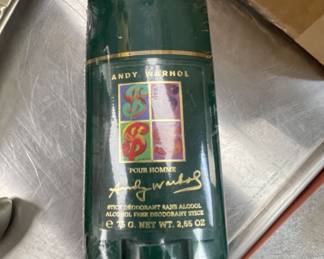 ANDY WARHOL
POUR HOMME
Andy Warhol
STICK DEODORANT SANS ALCOOL
ALCOHOL FREE DEODORANT STICK
℮ 75 G. NET WT. 2,65 OZ